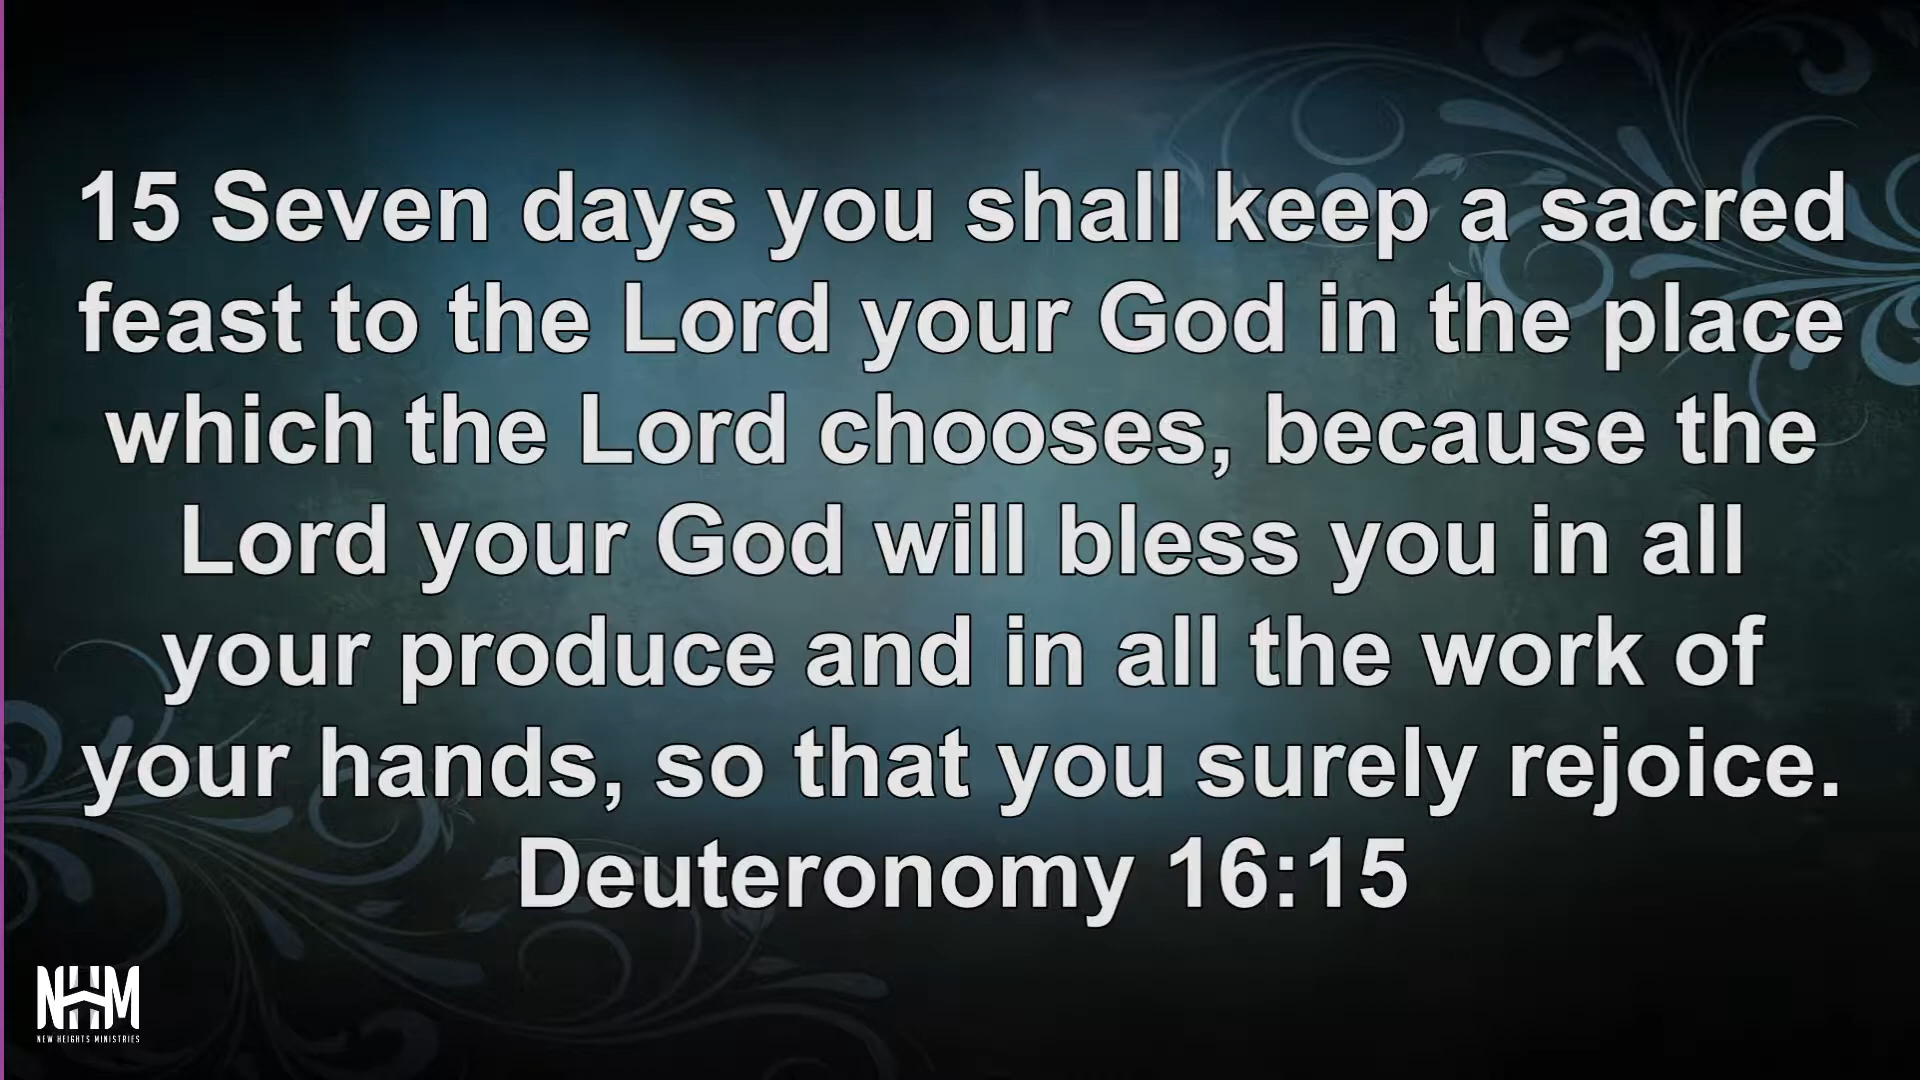 15 Seven days you shall keep a sacred
feast to the Lord your God in the place
which the Lord chooses, because the
Lord your God will bless you in all
your produce and in all the work of
your hands, so that you surely rejoice.
Deuteronomy 16:15
NHM
NEW HEIGHTS MINISTRIES